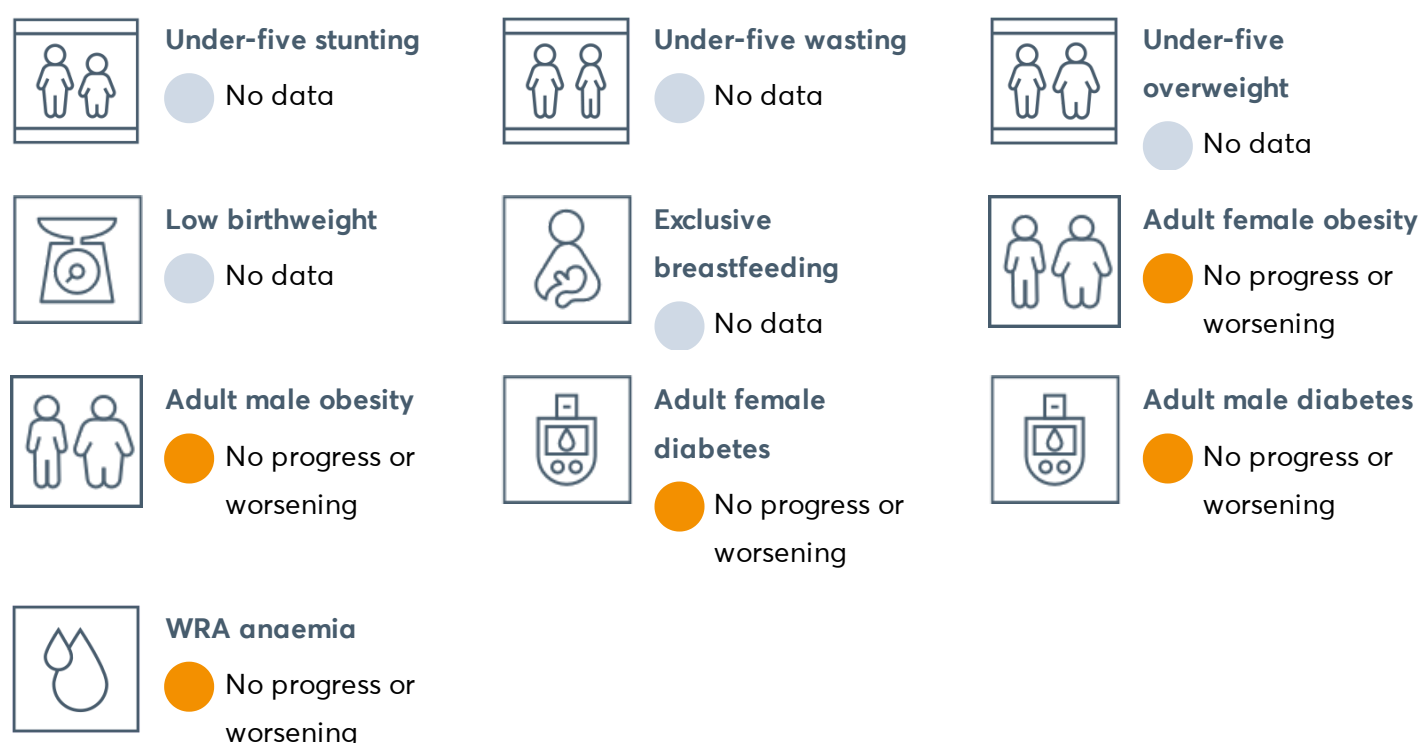 Under-five stunting
No data
Under-five wasting
No data
Under-five
overweight
No data
Low birthweight
No data
Exclusive
breastfeeding
No data
Adult female obesity
No progress or
worsening
Adult male obesity
No progress or
worsening
Adult female
diabetes
No progress or
worsening
Adult male diabetes
No progress or
worsening
WRA anaemia
No progress or
worsening